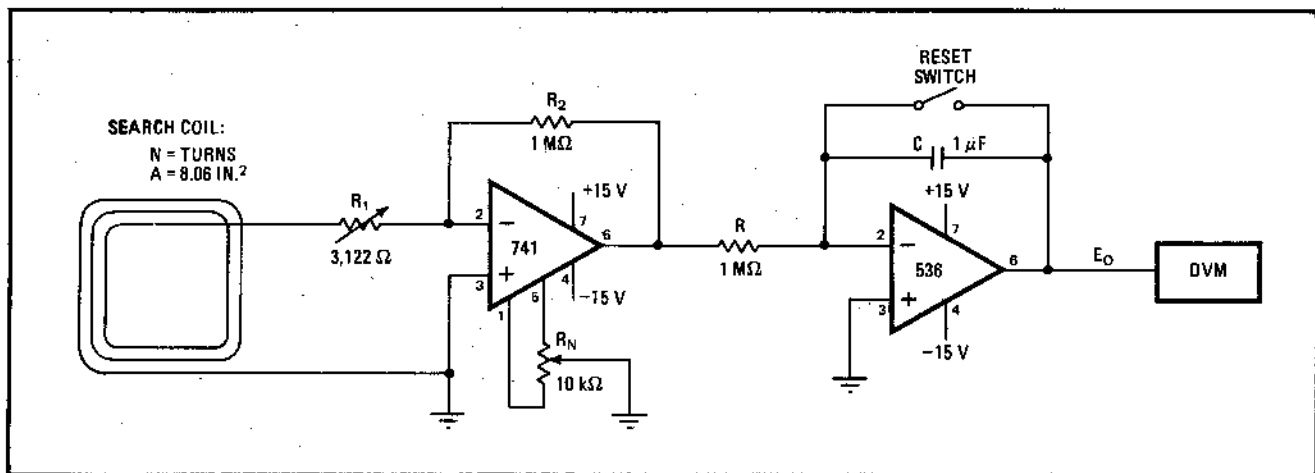 SEARCH COIL:
N = TURNS
A = 8.06 IN.²
R₁
3,122 Ω
R₂
1 MΩ
2
3
−
+
741
+15 V
7
6
4
−15 V
5
1
R_N
10 kΩ
R
1 MΩ
RESET
SWITCH
C
1 μF
2
3
−
+
536
+15 V
7
6
4
−15 V
E_O
DVM